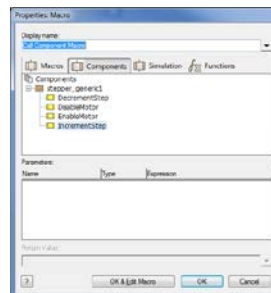 Properties: Macro
Display name:
Call Component Macro
Macros Components Simulation Functions
Components
stepper_generic1
DecrementStep
DisableMotor
EnableMotor
IncrementStep
Parameters:
Name Type Expression
Return Value:
? OK & Edit Macro OK Cancel